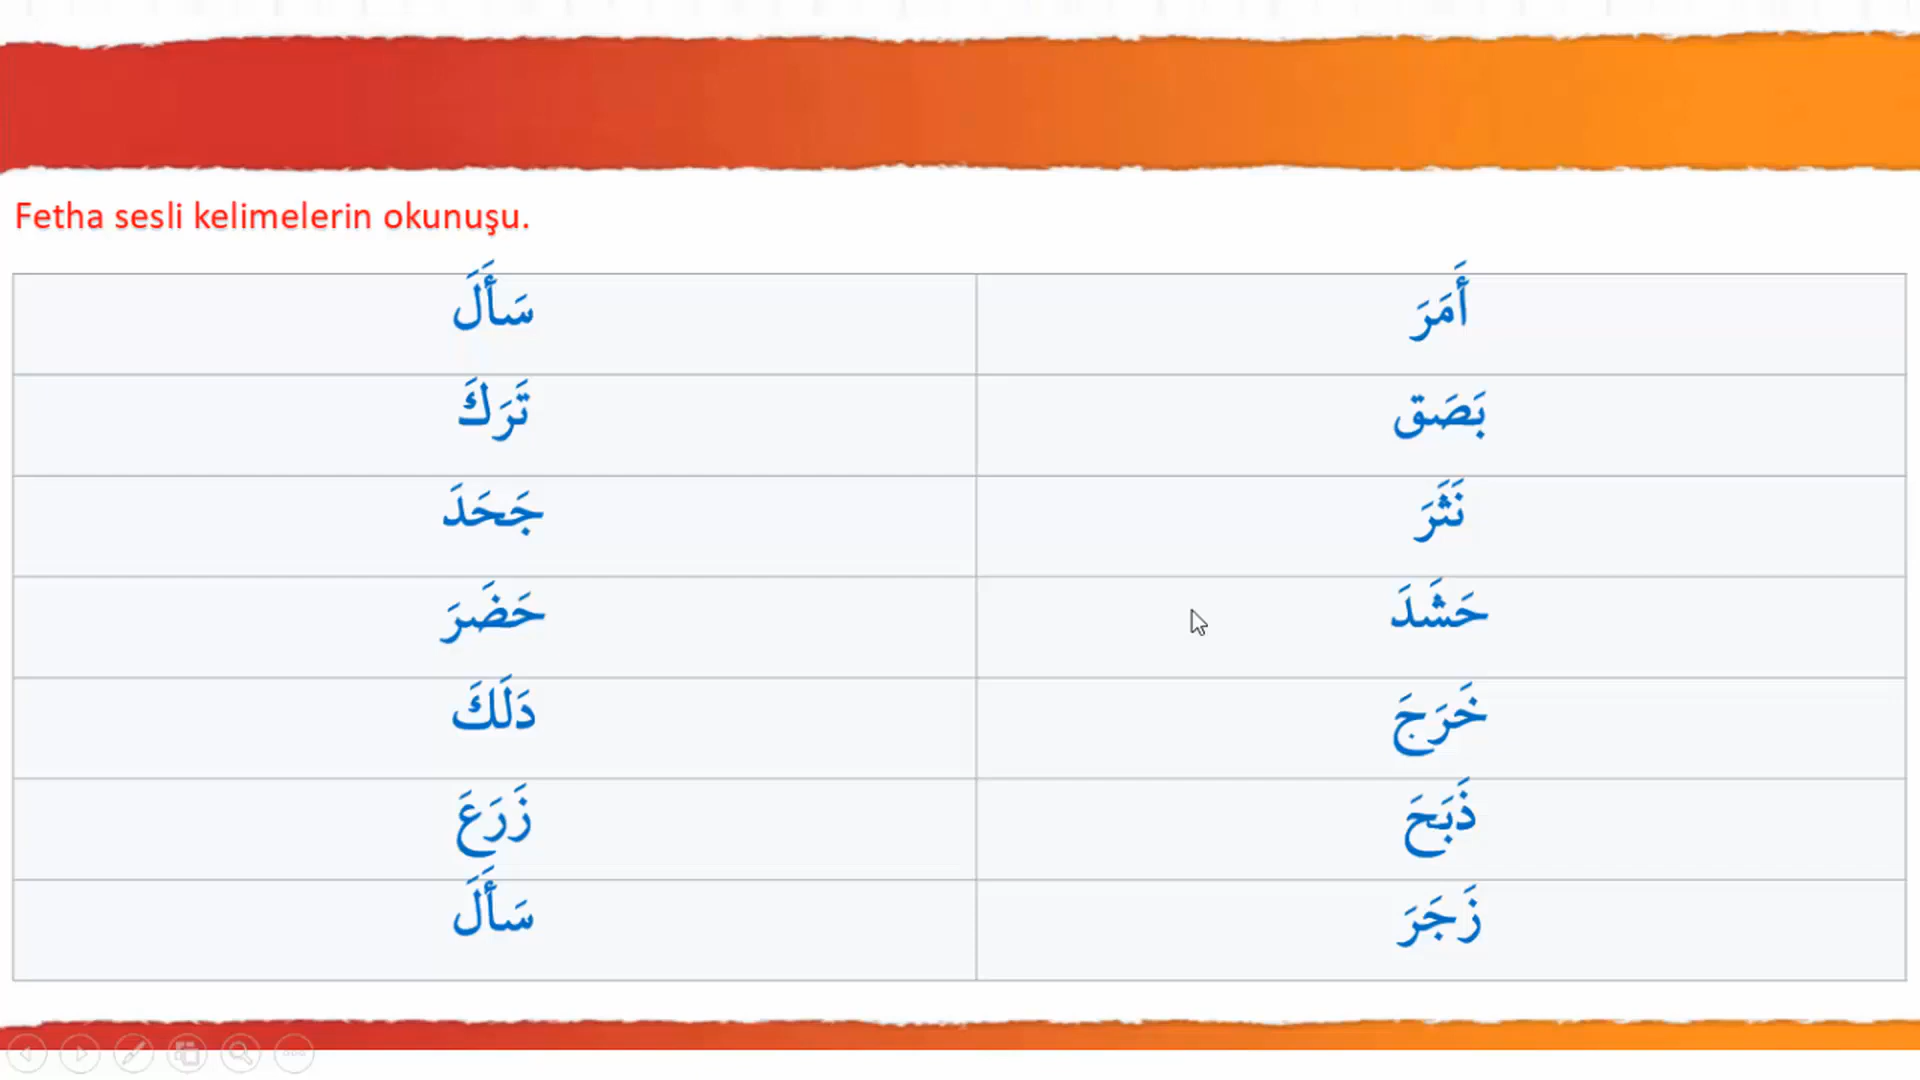 Fetha sesli kelimelerin okunuşu.
أَمَرَ سَأَلَ
بَصَق تَرَكَ
نَثَرَ جَحَدَ
حَشَدَ حَضَرَ
خَرَجَ دَلَكَ
ذَبَحَ زَرَعَ
زَجَرَ سَأَلَ